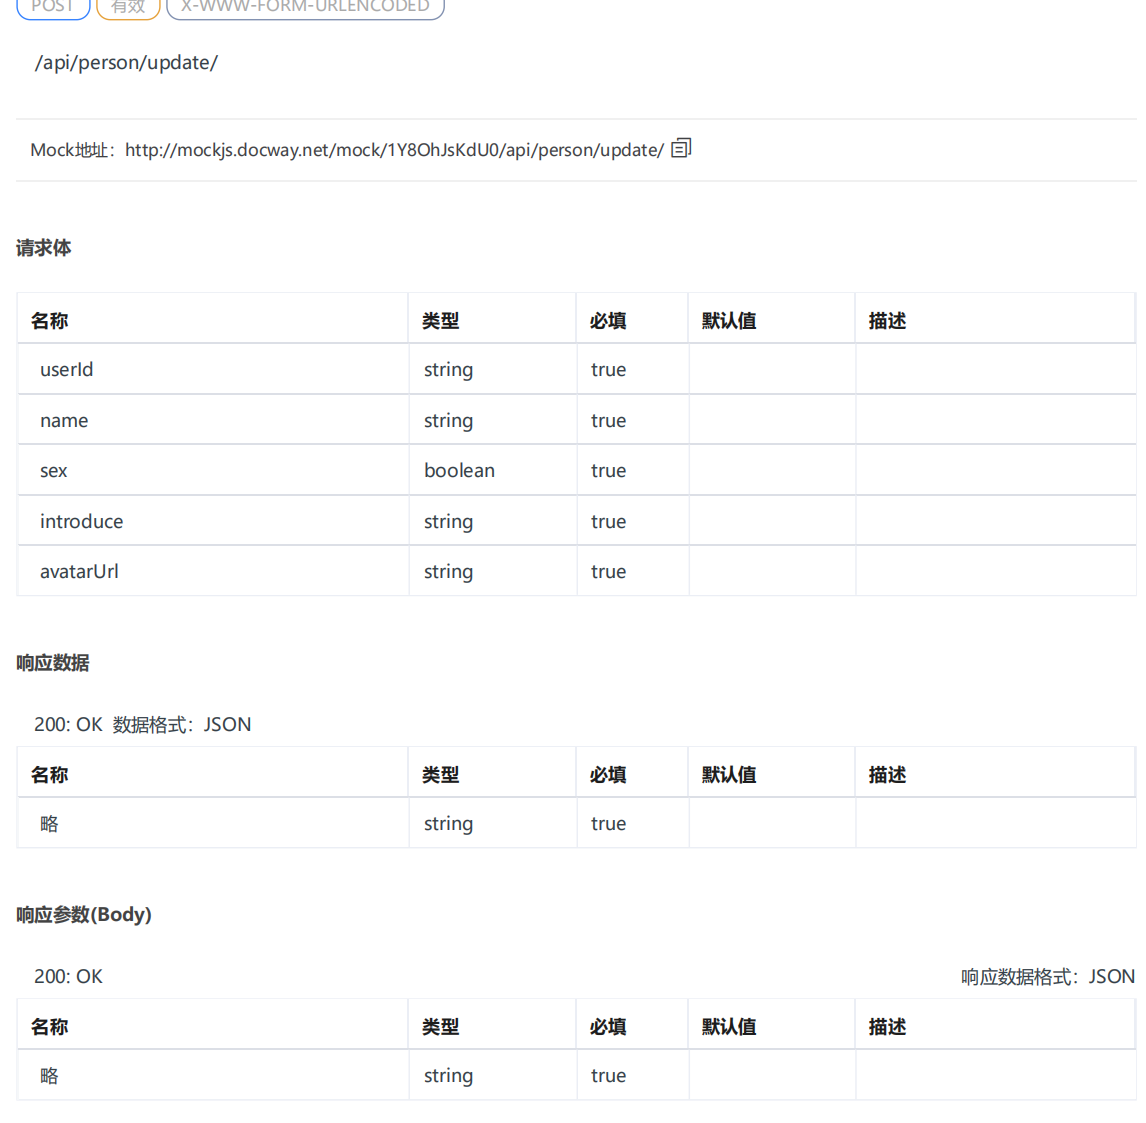 POST 有效 X-WWW-FORM-URLENCODED
/api/person/update/
Mock地址：http://mockjs.docway.net/mock/1Y8OhJsKdU0/api/person/update/
请求体
名称 类型 必填 默认值 描述
userId string true
name string true
sex boolean true
introduce string true
avatarUrl string true
响应数据
200: OK 数据格式：JSON
名称 类型 必填 默认值 描述
略 string true
响应参数(Body)
200: OK 响应数据格式：JSON
名称 类型 必填 默认值 描述
略 string true